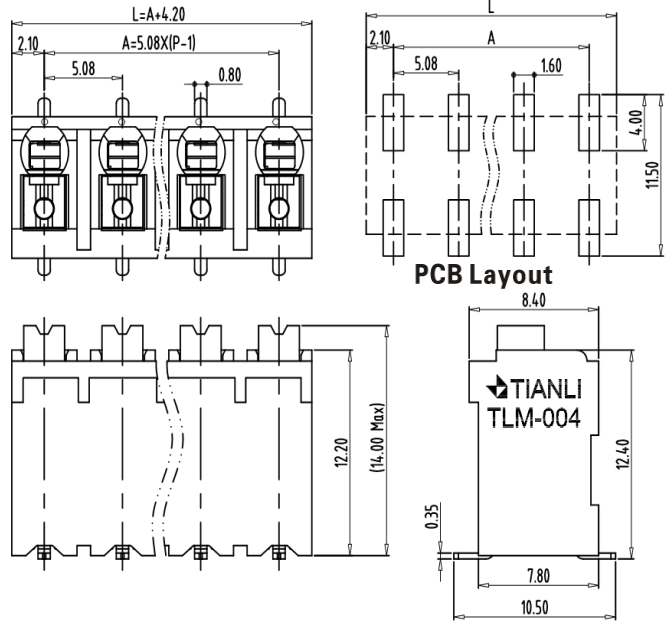 L=A+4.20
2.10
A=5.08X(P-1)
5.08
0.80
L
2.10
A
5.08
1.60
4.00
11.50
PCB Layout
12.20
(14.00 Max)
8.40
TIANLI
TLM-004
12.40
0.35
7.80
10.50